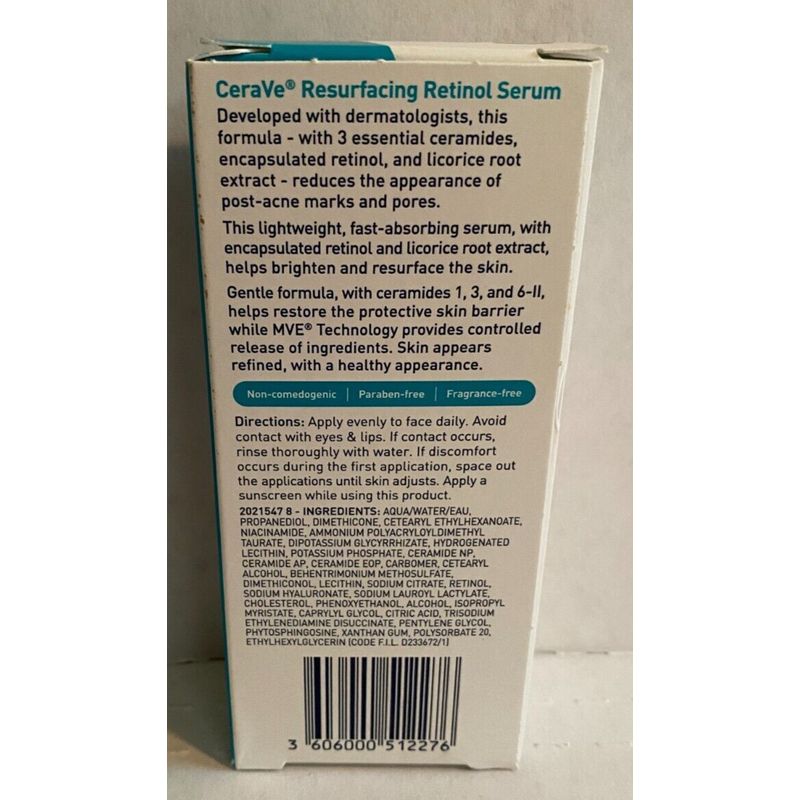 CeraVe® Resurfacing Retinol Serum
Developed with dermatologists, this
formula - with 3 essential ceramides,
encapsulated retinol, and licorice root
extract - reduces the appearance of
post-acne marks and pores.
This lightweight, fast-absorbing serum, with
encapsulated retinol and licorice root extract,
helps brighten and resurface the skin.
Gentle formula, with ceramides 1, 3, and 6-II,
helps restore the protective skin barrier
while MVE® Technology provides controlled
release of ingredients. Skin appears
refined, with a healthy appearance.
Non-comedogenic | Paraben-free | Fragrance-free
Directions: Apply evenly to face daily. Avoid
contact with eyes & lips. If contact occurs,
rinse thoroughly with water. If discomfort
occurs during the first application, space out
the applications until skin adjusts. Apply a
sunscreen while using this product.
2021547 8 - INGREDIENTS: AQUA/WATER/EAU,
PROPANEDIOL, DIMETHICONE, CETEARYL ETHYLHEXANOATE,
NIACINAMIDE, AMMONIUM POLYACRYLOYLDIMETHYL
TAURATE, DIPOTASSIUM GLYCYRRHIZATE, HYDROGENATED
LECITHIN, POTASSIUM PHOSPHATE, CERAMIDE NP,
CERAMIDE AP, CERAMIDE EOP, CARBOMER, CETEARYL
ALCOHOL, BEHENTRIMONIUM METHOSULFATE,
DIMETHICONOL, LECITHIN, SODIUM CITRATE, RETINOL,
SODIUM HYALURONATE, SODIUM LAUROYL LACTYLATE,
CHOLESTEROL, PHENOXYETHANOL, ALCOHOL, ISOPROPYL
MYRISTATE, CAPRYLYL GLYCOL, CITRIC ACID, TRISODIUM
ETHYLENEDIAMINE DISUCCINATE, PENTYLENE GLYCOL,
PHYTOSPHINGOSINE, XANTHAN GUM, POLYSORBATE 20,
ETHYLHEXYLGLYCERIN (CODE F.I.L. D233672/1)
3 606000 512276